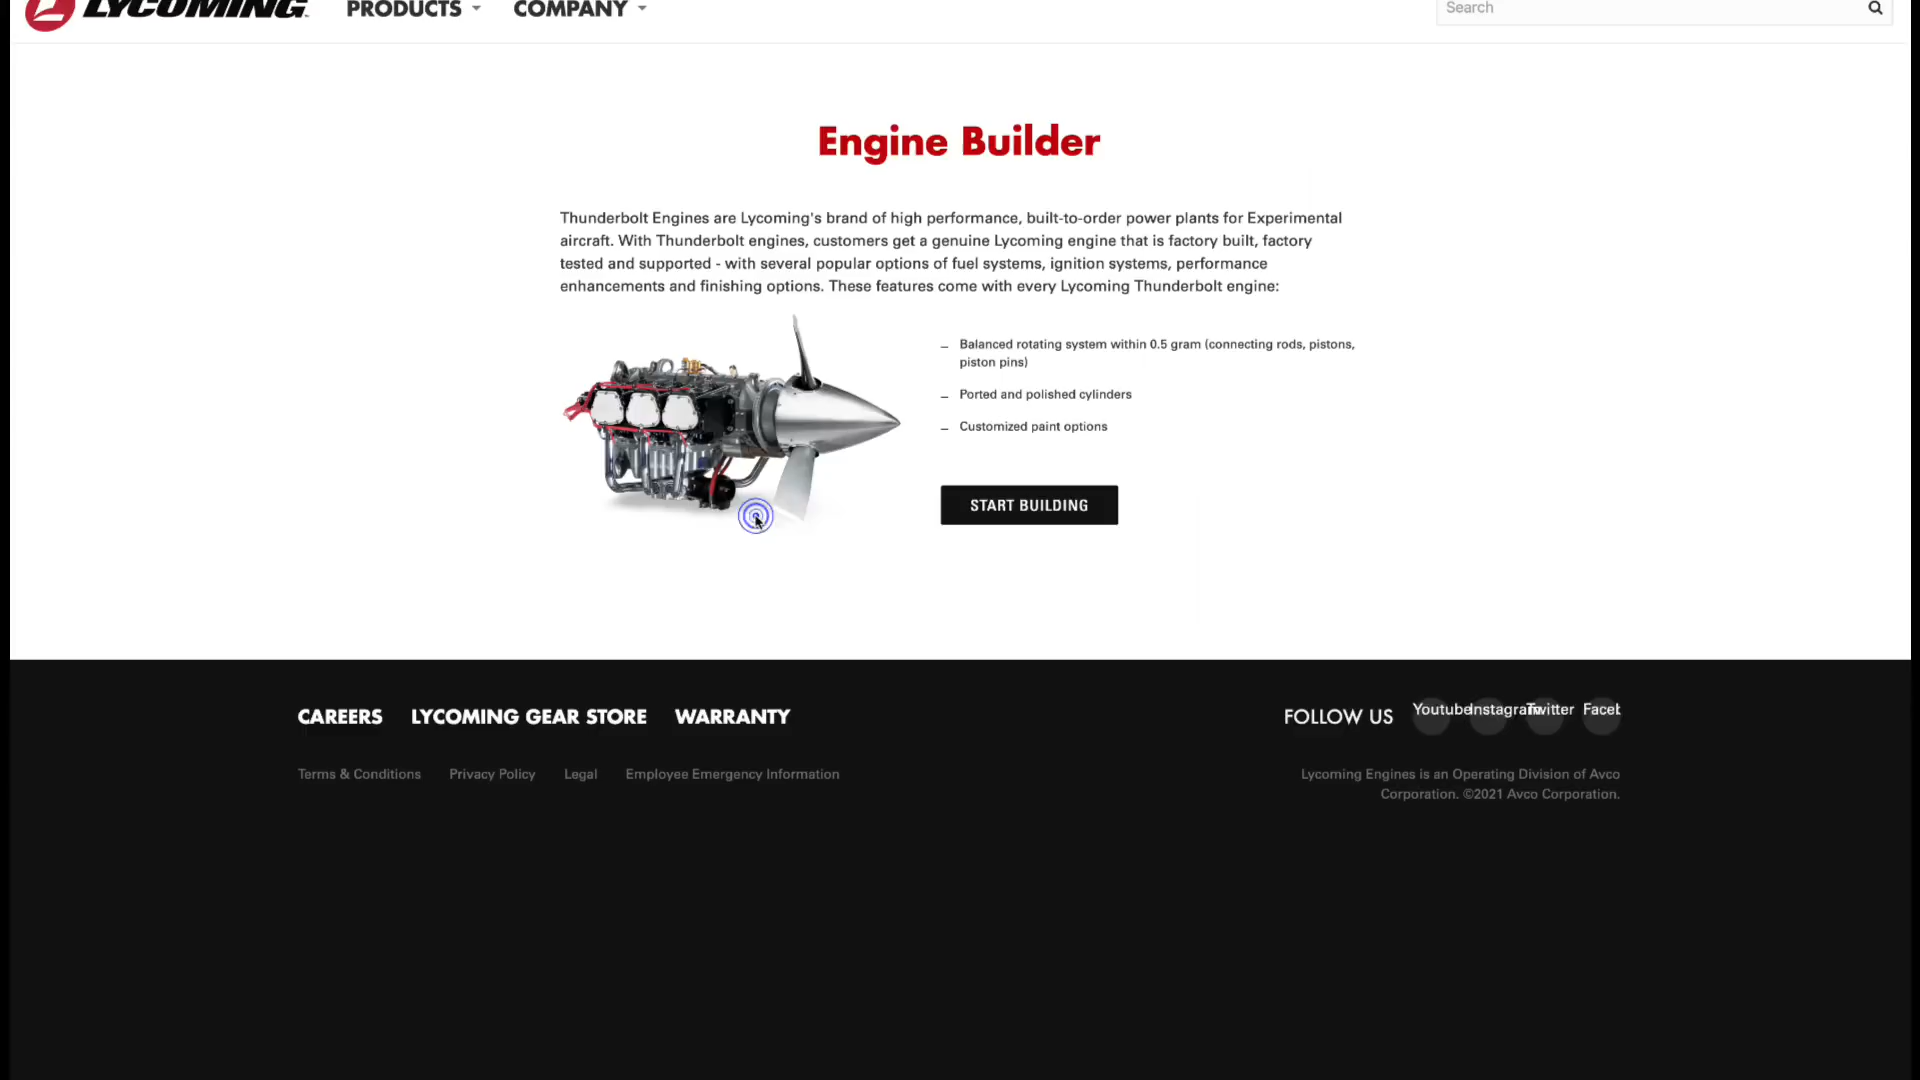 LYCOMING PRODUCTS COMPANY Search
Engine Builder
Thunderbolt Engines are Lycoming's brand of high performance, built-to-order power plants for Experimental
aircraft. With Thunderbolt engines, customers get a genuine Lycoming engine that is factory built, factory
tested and supported - with several popular options of fuel systems, ignition systems, performance
enhancements and finishing options. These features come with every Lycoming Thunderbolt engine:
Balanced rotating system within 0.5 gram (connecting rods, pistons,
piston pins)
Ported and polished cylinders
Customized paint options
START BUILDING
CAREERS LYCOMING GEAR STORE WARRANTY
FOLLOW US Youtube Instagram Twitter Faceb
Terms & Conditions Privacy Policy Legal Employee Emergency Information
Lycoming Engines is an Operating Division of Avco
Corporation. ©2021 Avco Corporation.